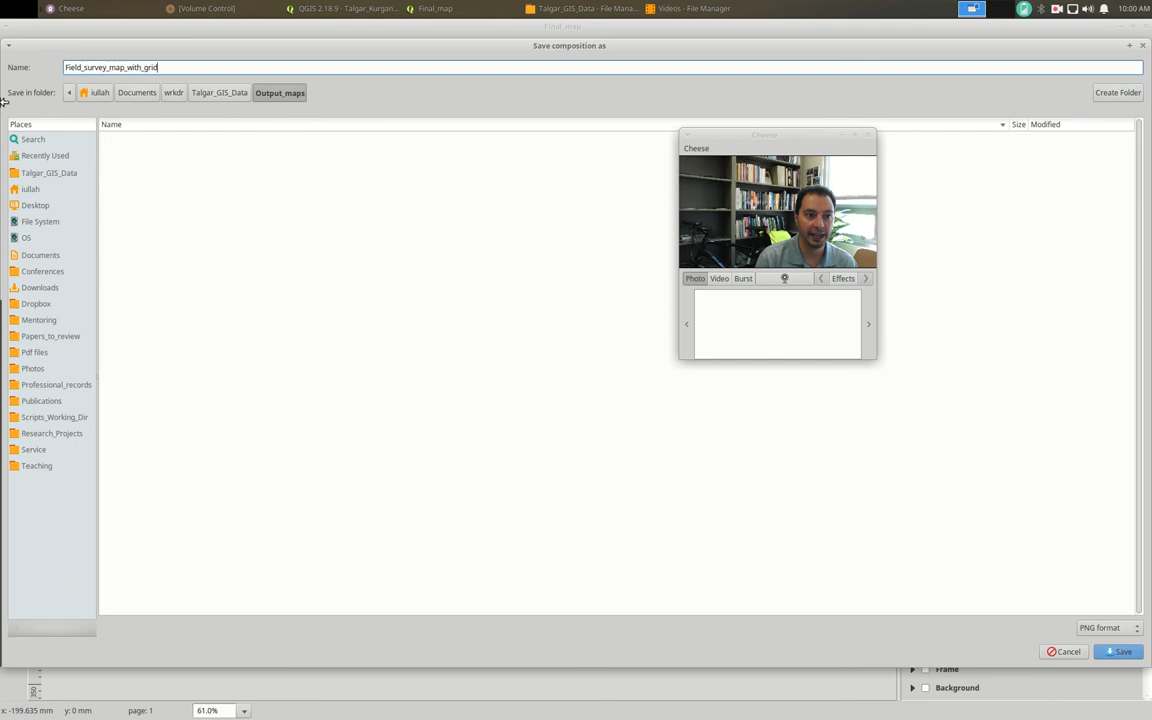 Cheese
[Volume Control]
QGIS 2.18.9 - Talgar_Kurgan...
Final_map
Talgar_GIS_Data - File Mana...
Videos - File Manager
10:00 AM
Final_map
Save composition as
Name:
Field_survey_map_with_grid
Save in folder:
iullah
Documents
wrkdr
Talgar_GIS_Data
Output_maps
Create Folder
Places
Name
Size
Modified
Search
Recently Used
Talgar_GIS_Data
iullah
Desktop
File System
OS
Documents
Conferences
Downloads
Dropbox
Mentoring
Papers_to_review
Pdf files
Photos
Professional_records
Publications
Scripts_Working_Dir
Research_Projects
Service
Teaching
Cheese
Cheese
Photo
Video
Burst
Effects
PNG format
Cancel
Save
350
Frame
Background
x: -199.635 mm
y: 0 mm
page: 1
61.0%